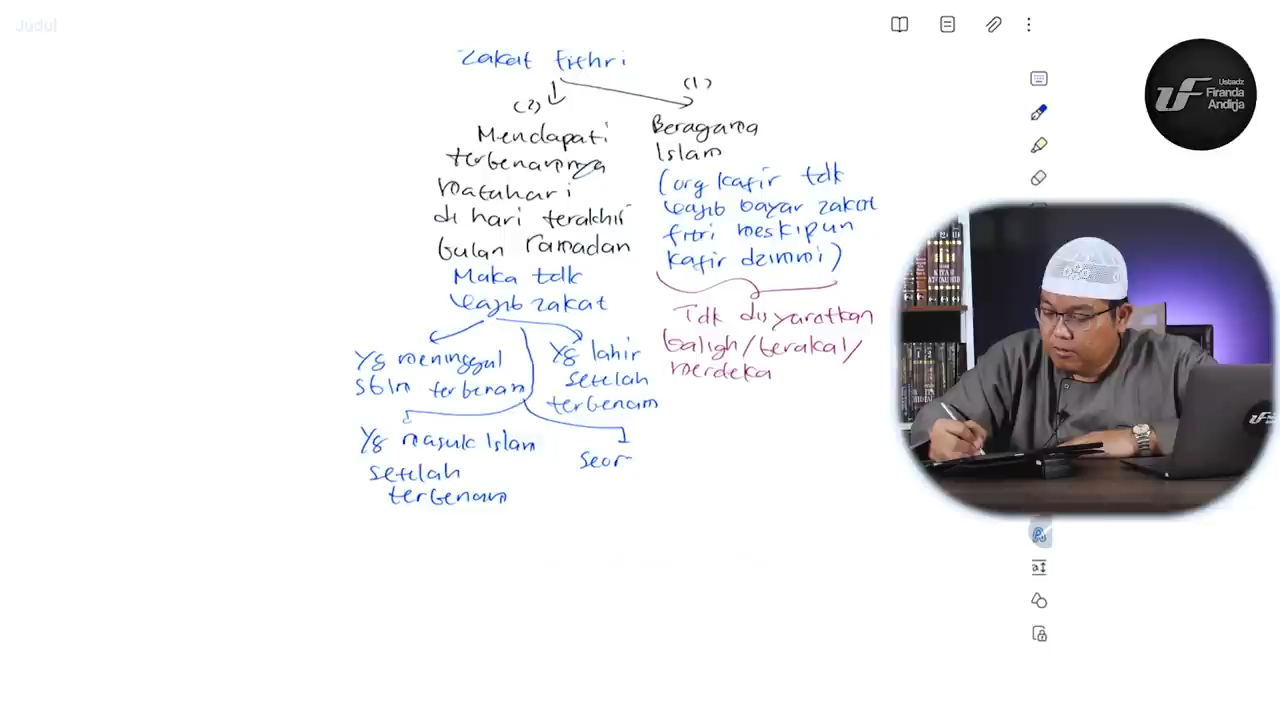 Judul
Zakat Fithri
(1)
Beragama
Islam
(org kafir tdk
wajib bayar zakat
fitri meskipun
kafir dzimmi)
Tdk disyaratkan
baligh/berakal/
merdeka
(2)
Mendapati
terbenamnya
matahari
di hari terakhir
bulan ramadan
Maka tdk
wajib zakat
Yg meninggal
sblm terbenam
Yg lahir
setelah
terbenam
Yg masuk Islam
setelah
terbenam
Seor
UF
Ustadz
Firanda
Andirja